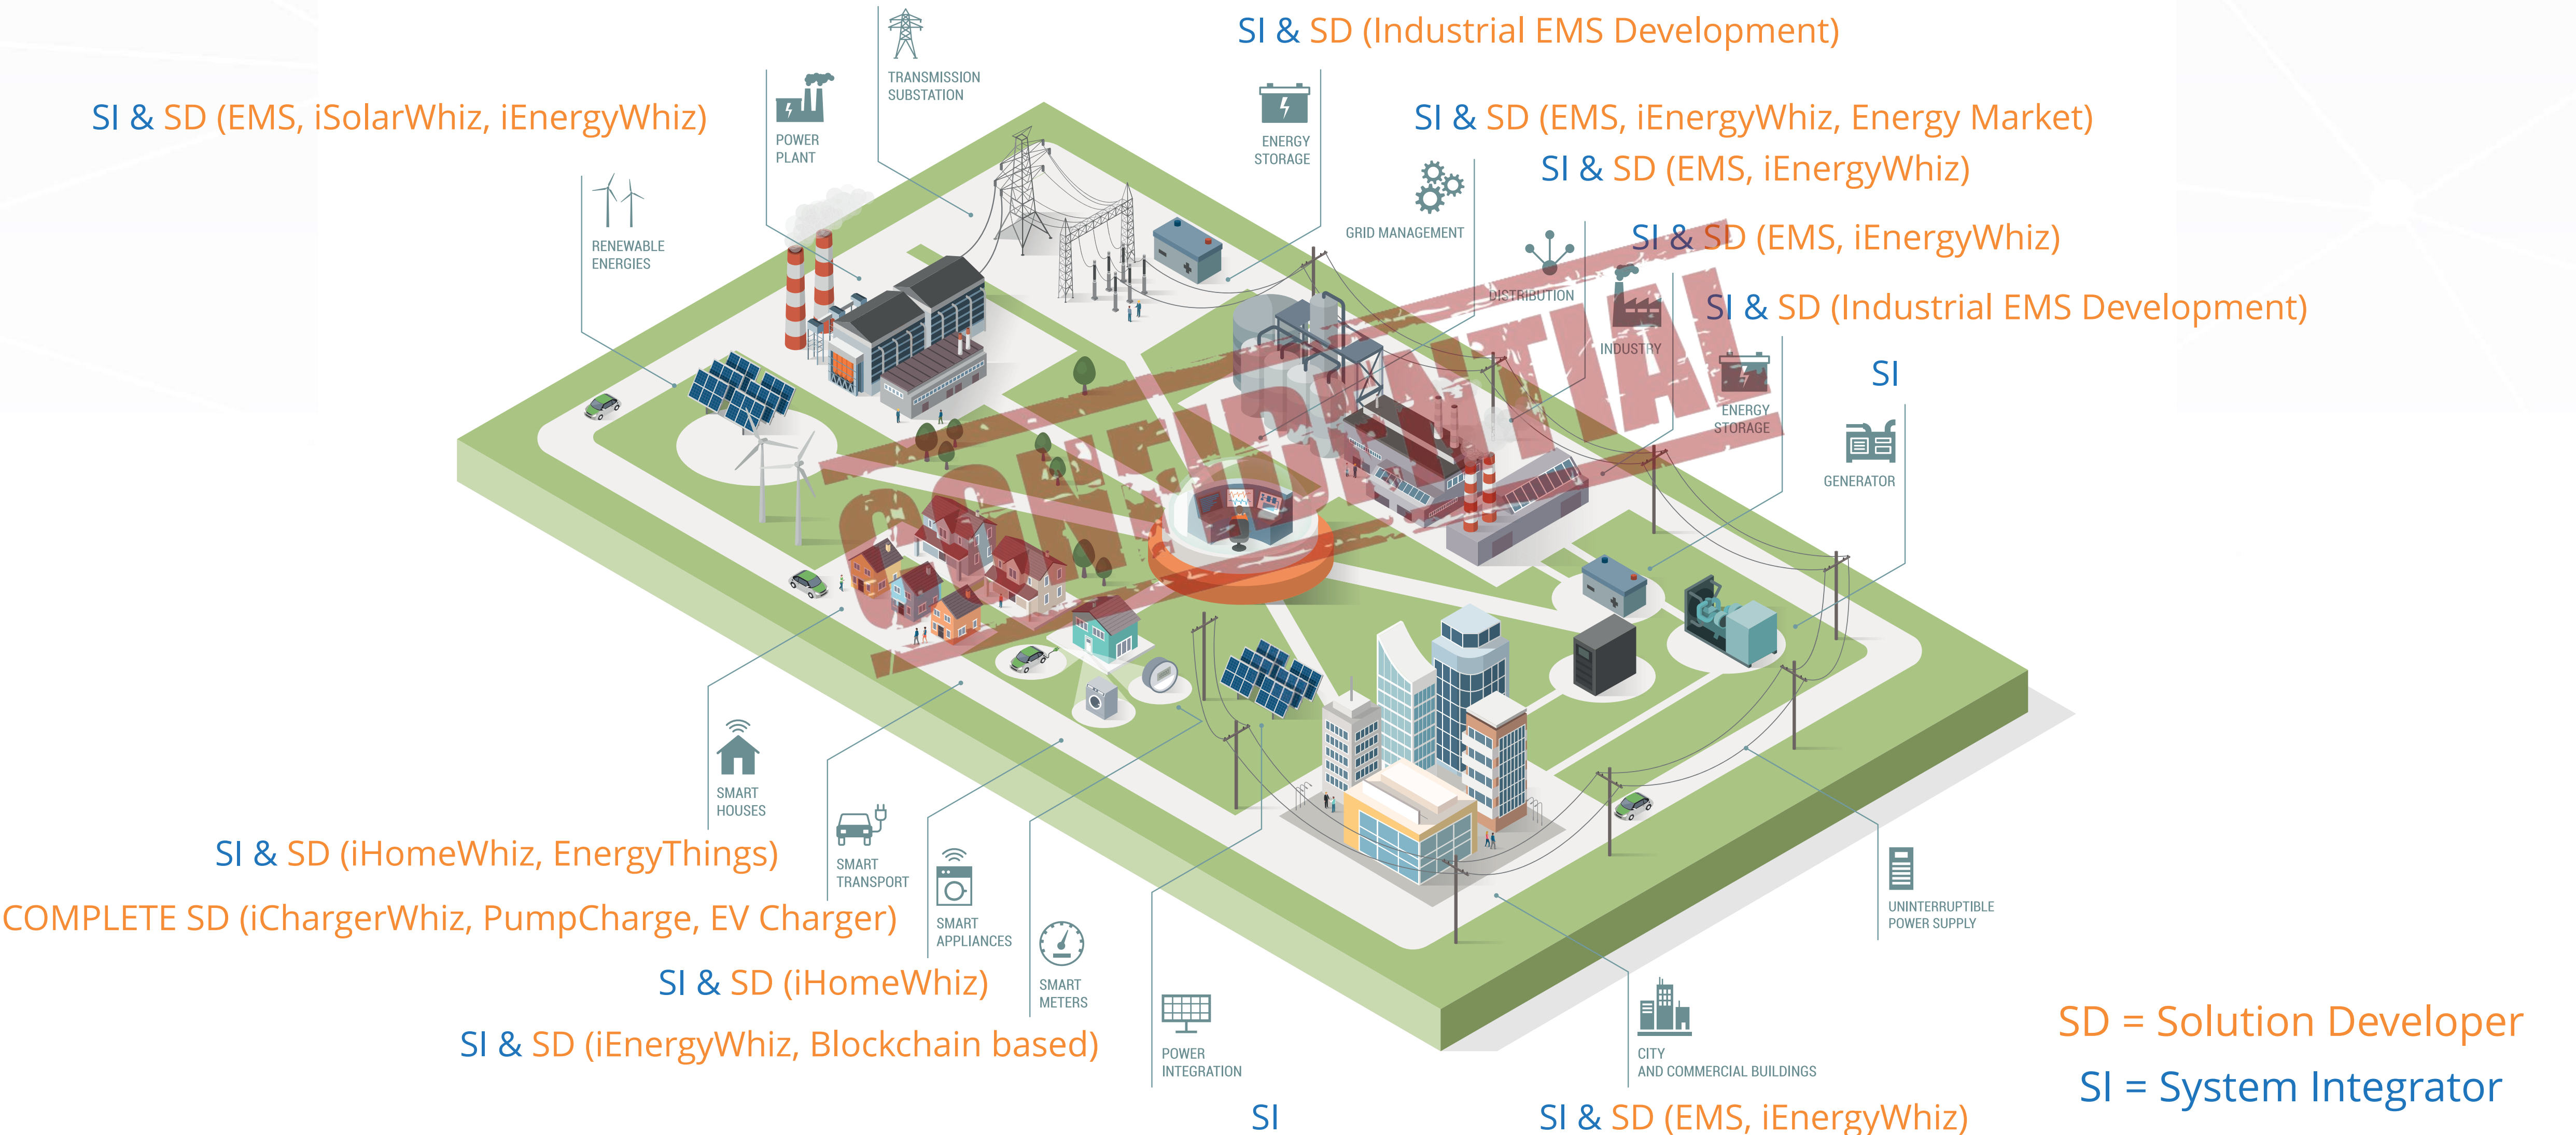 SI & SD (Industrial EMS Development)
TRANSMISSION
SUBSTATION
SI & SD (EMS, iSolarWhiz, iEnergyWhiz)
POWER
PLANT
ENERGY
STORAGE
SI & SD (EMS, iEnergyWhiz, Energy Market)
SI & SD (EMS, iEnergyWhiz)
RENEWABLE
ENERGIES
GRID MANAGEMENT
SI & SD (EMS, iEnergyWhiz)
DISTRIBUTION
SI & SD (Industrial EMS Development)
INDUSTRY
SI
ENERGY
STORAGE
GENERATOR
CONFIDENTIAL
SMART
HOUSES
SI & SD (iHomeWhiz, EnergyThings)
SMART
TRANSPORT
COMPLETE SD (iChargerWhiz, PumpCharge, EV Charger)
SMART
APPLIANCES
UNINTERRUPTIBLE
POWER SUPPLY
SI & SD (iHomeWhiz)
SMART
METERS
SI & SD (iEnergyWhiz, Blockchain based)
POWER
INTEGRATION
CITY
AND COMMERCIAL BUILDINGS
SI
SI & SD (EMS, iEnergyWhiz)
SD = Solution Developer
SI = System Integrator